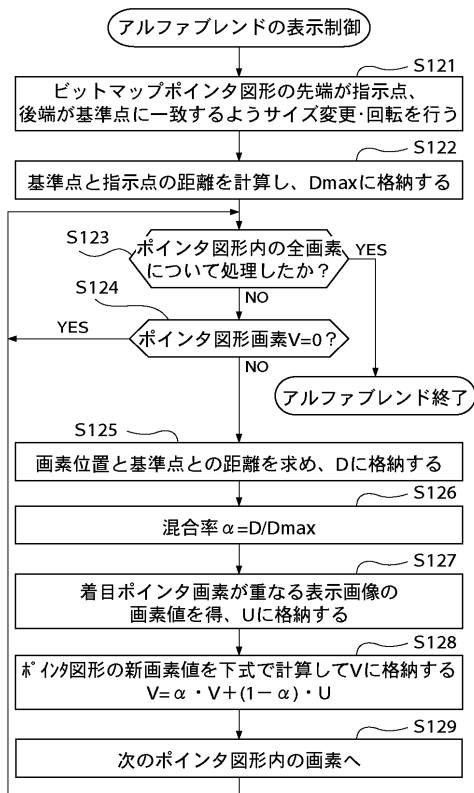 アルファブレンドの表示制御
S121
ビットマップポインタ図形の先端が指示点、
後端が基準点に一致するようサイズ変更・回転を行う
S122
基準点と指示点の距離を計算し、Dmaxに格納する
S123
ポインタ図形内の全画素
について処理したか?
YES
NO
S124
ポインタ図形画素V=0?
YES
NO
アルファブレンド終了
S125
画素位置と基準点との距離を求め、Dに格納する
S126
混合率α=D/Dmax
S127
着目ポインタ画素が重なる表示画像の
画素値を得、Uに格納する
S128
ポインタ図形の新画素値を下式で計算してVに格納する
V=α・V+(1-α)・U
S129
次のポインタ図形内の画素へ